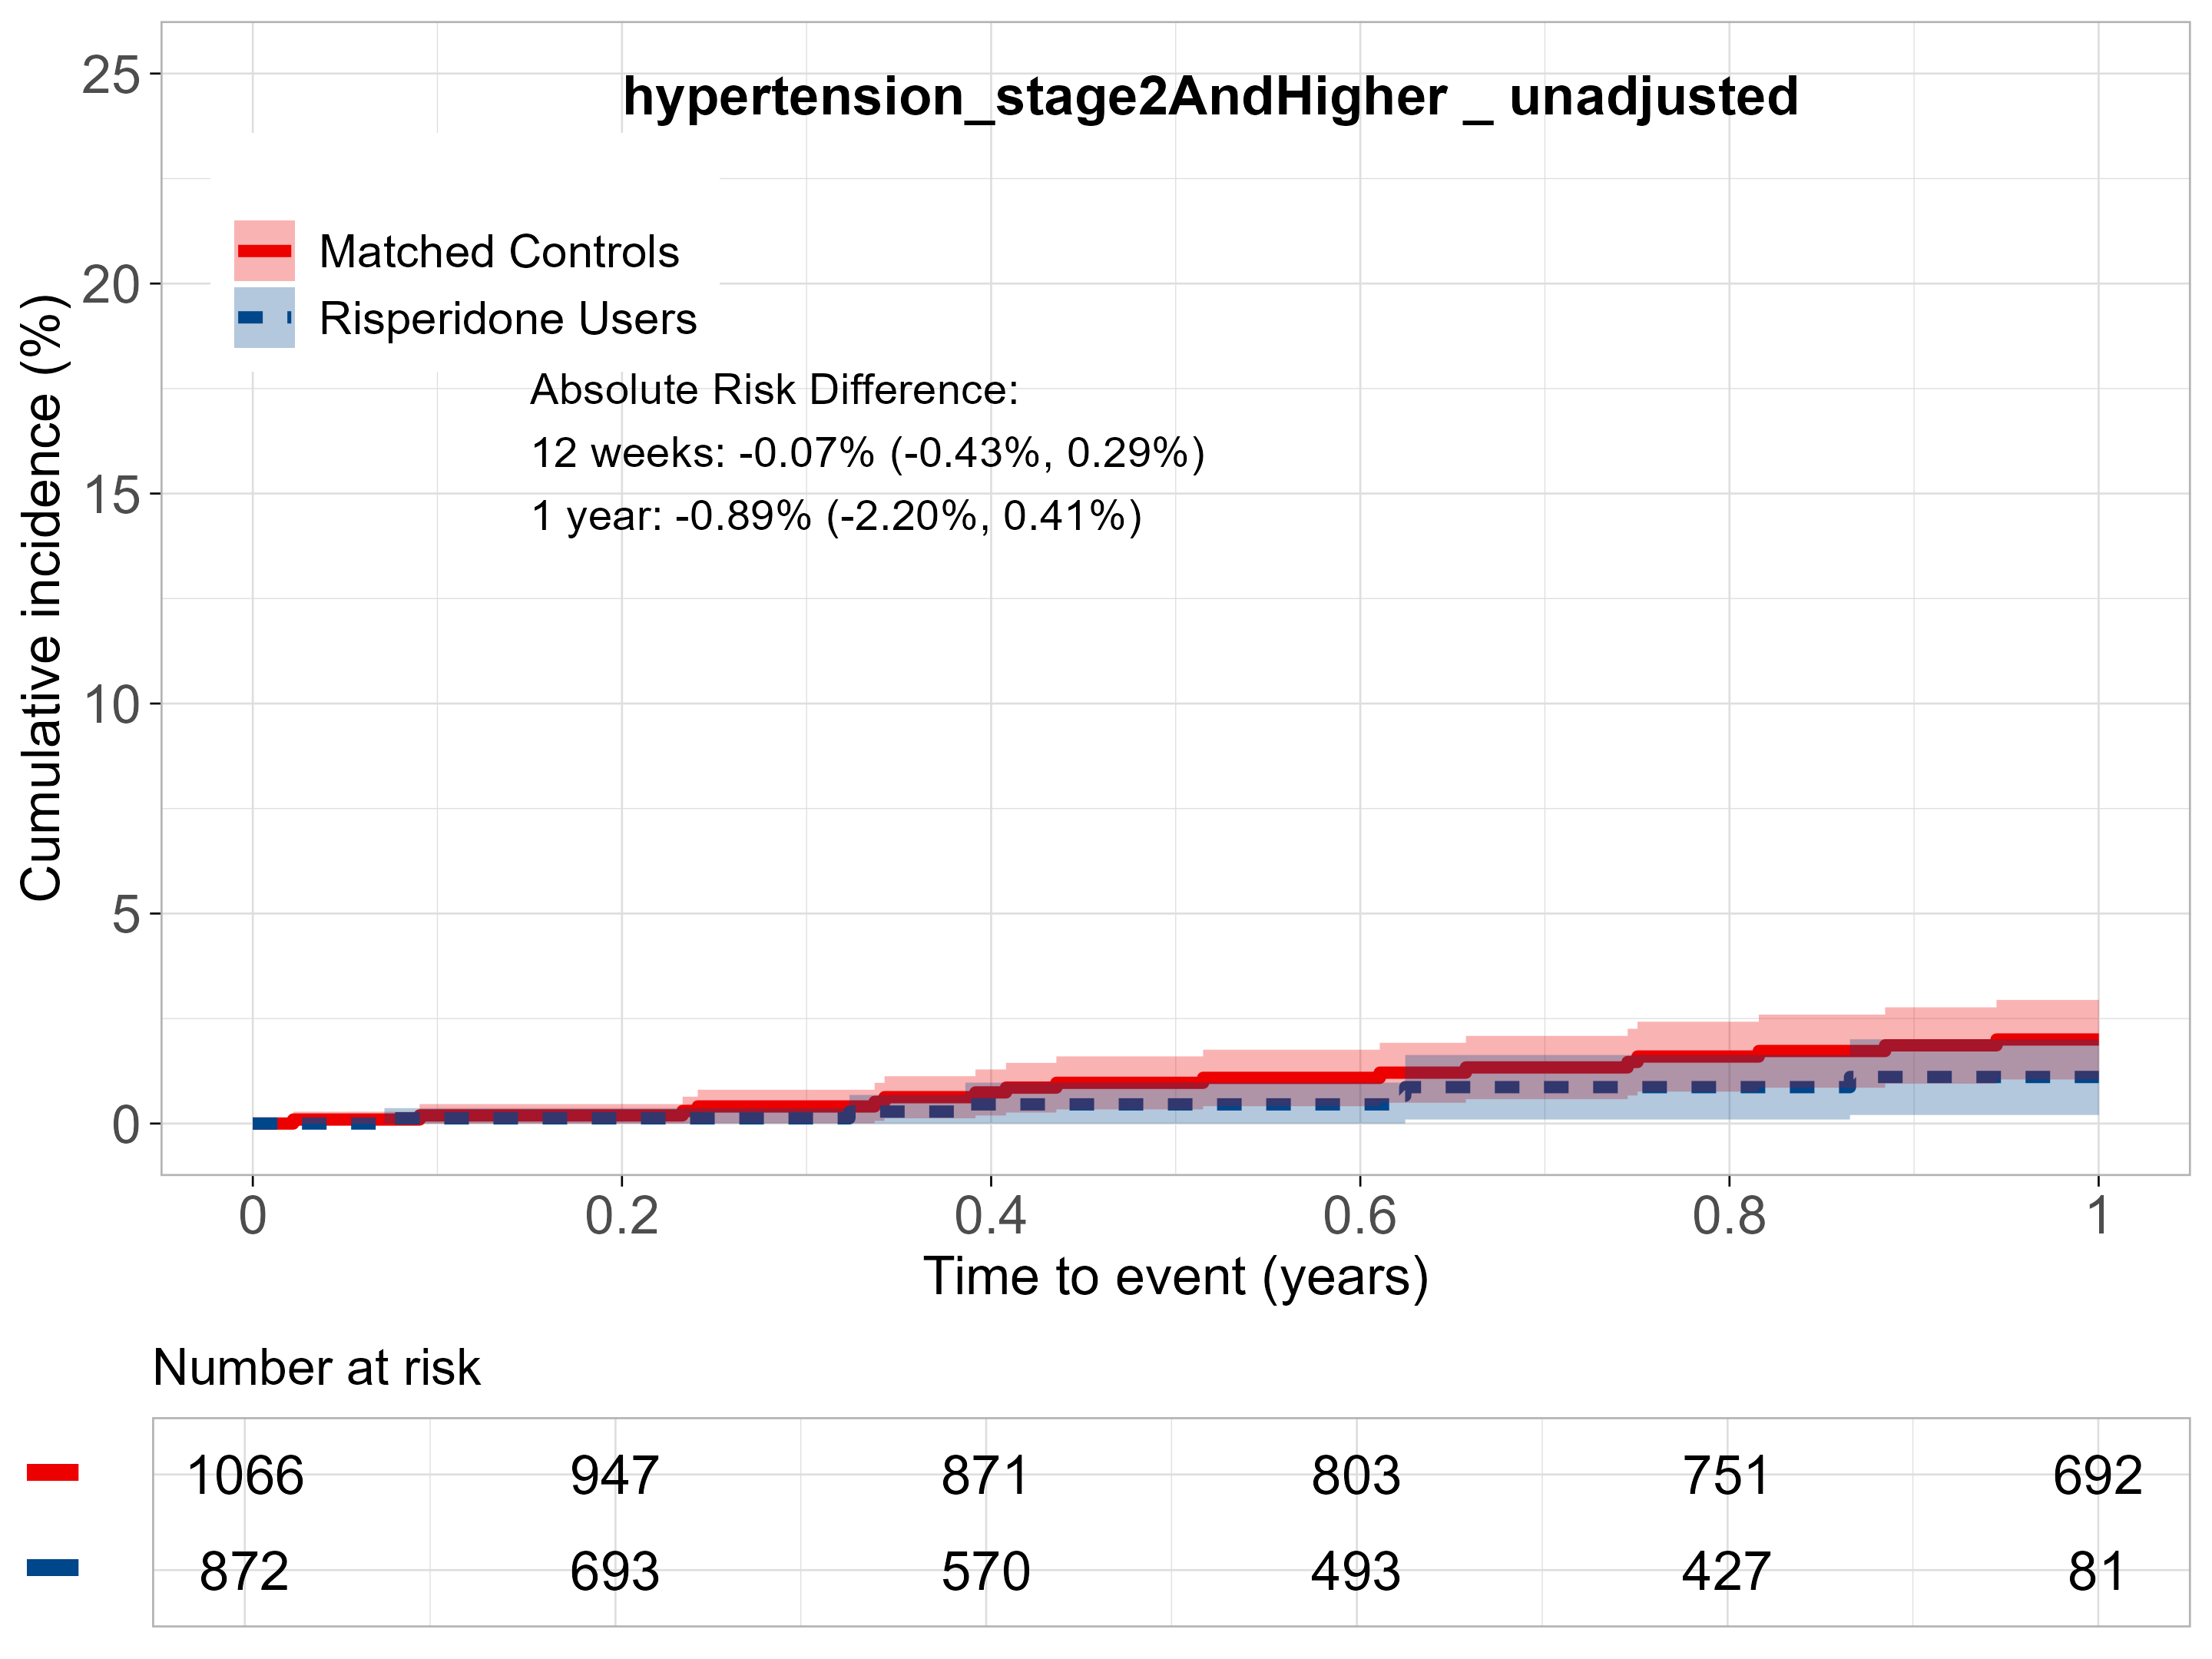 hypertension_stage2AndHigher _ unadjusted
Matched Controls
Risperidone Users
Absolute Risk Difference:
12 weeks: -0.07% (-0.43%, 0.29%)
1 year: -0.89% (-2.20%, 0.41%)
Cumulative incidence (%)
25
20
15
10
5
0
0 0.2 0.4 0.6 0.8 1
Time to event (years)
Number at risk
1066 947 871 803 751 692
872 693 570 493 427 81